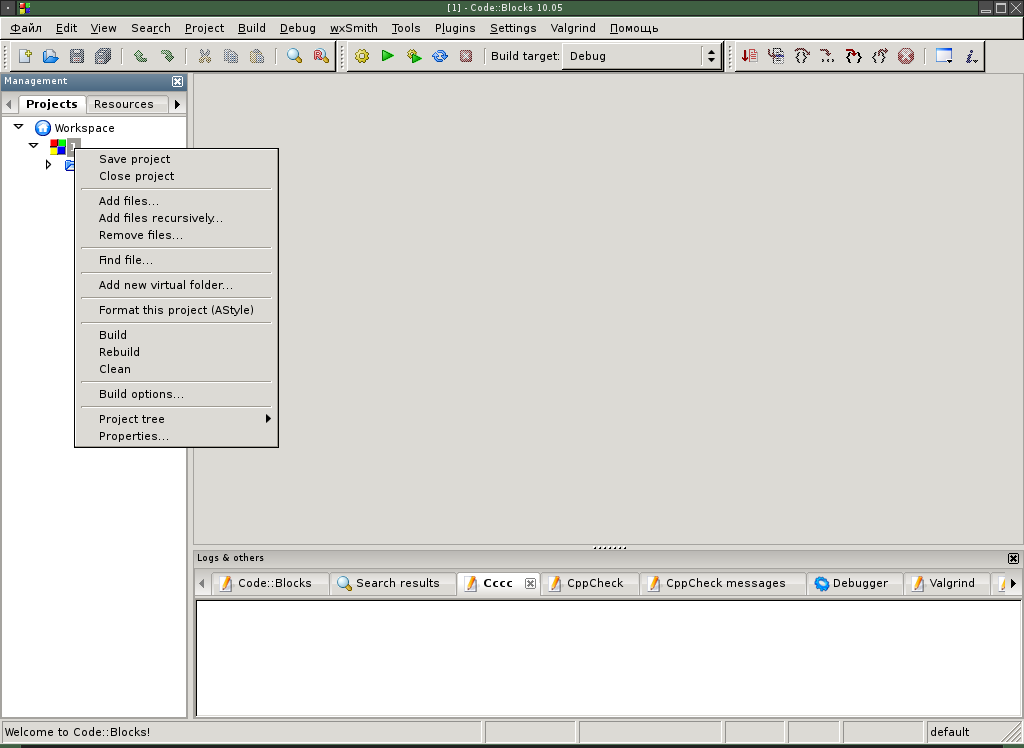 [1] - Code::Blocks 10.05
Файл Edit View Search Project Build Debug wxSmith Tools Plugins Settings Valgrind Помощь
Build target: Debug
Management
Projects Resources
Workspace
1
Save project
Close project
Add files...
Add files recursively...
Remove files...
Find file...
Add new virtual folder...
Format this project (AStyle)
Build
Rebuild
Clean
Build options...
Project tree
Properties...
Logs & others
Code::Blocks Search results Cccc CppCheck CppCheck messages Debugger Valgrind
Welcome to Code::Blocks! default